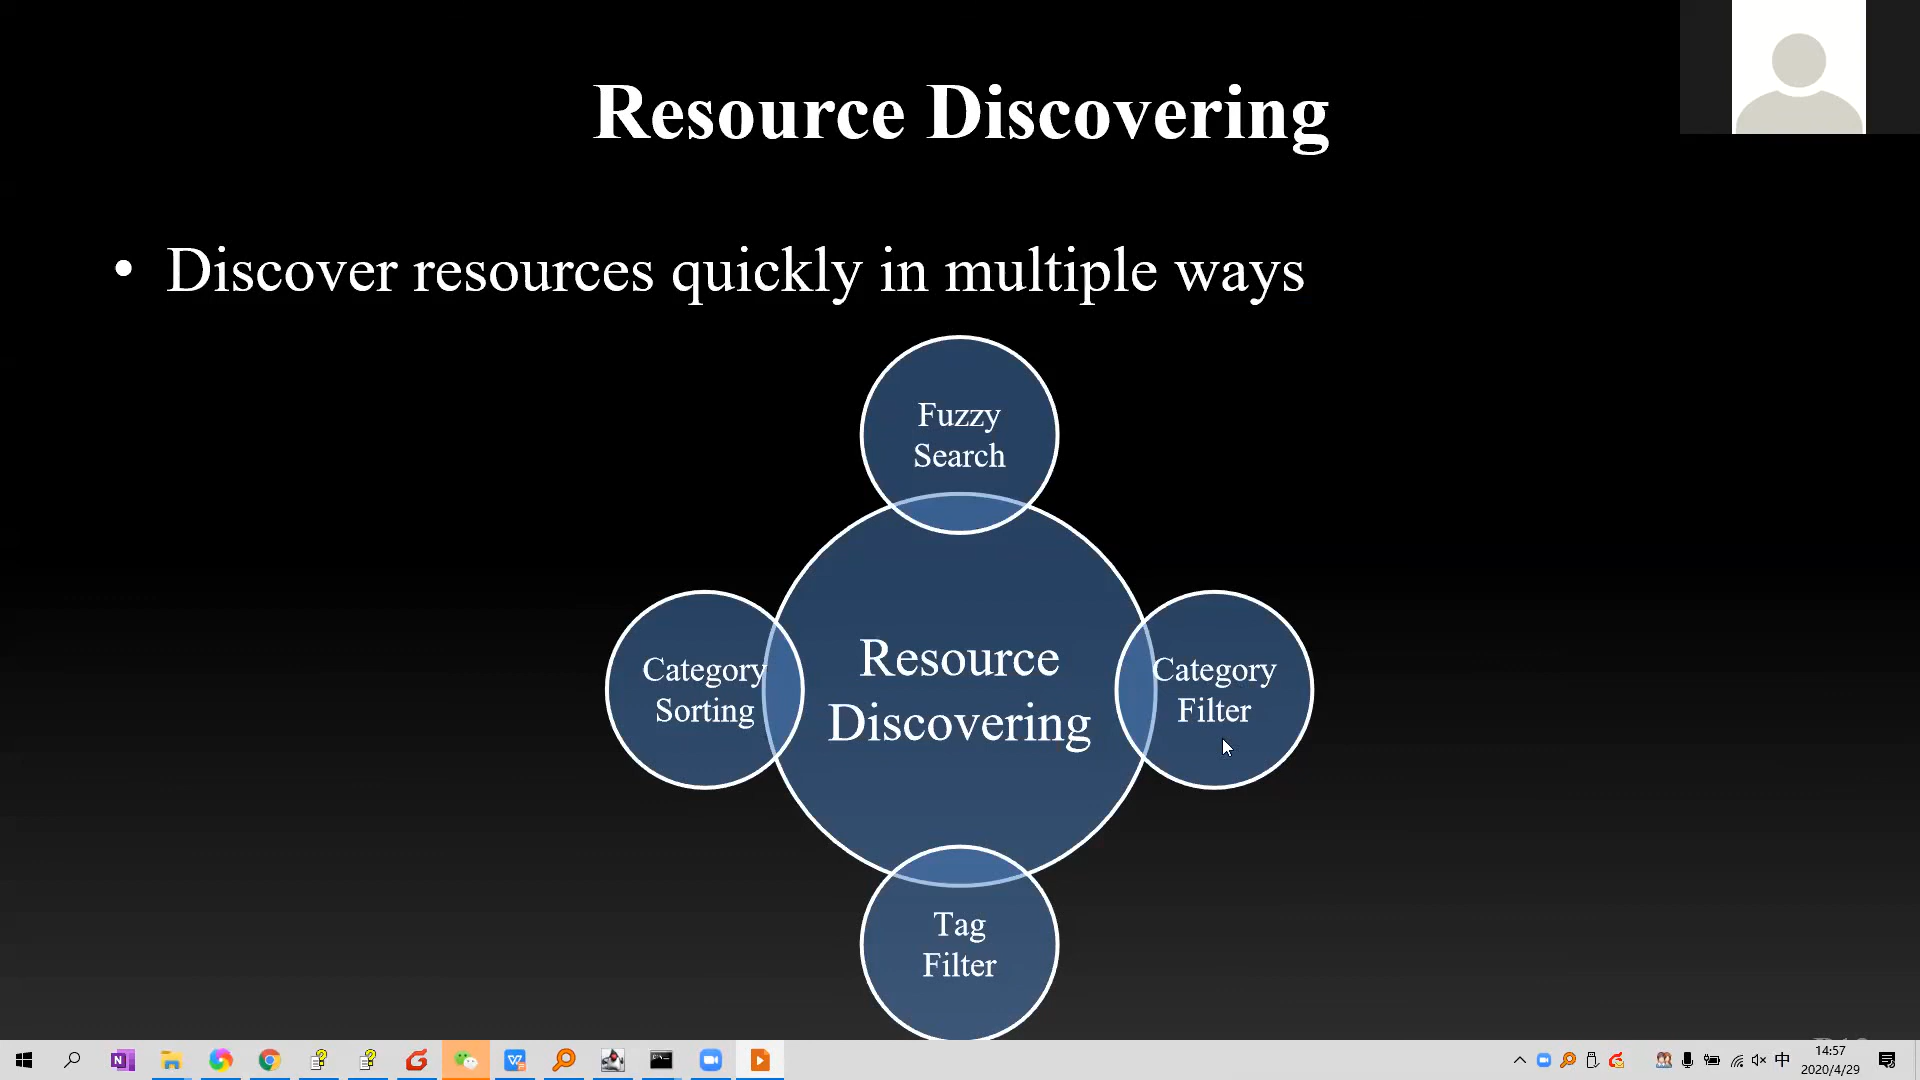 Resource Discovering
• Discover resources quickly in multiple ways
Fuzzy
Search
Category
Sorting
Resource
Discovering
Category
Filter
Tag
Filter
中
14:57
2020/4/29